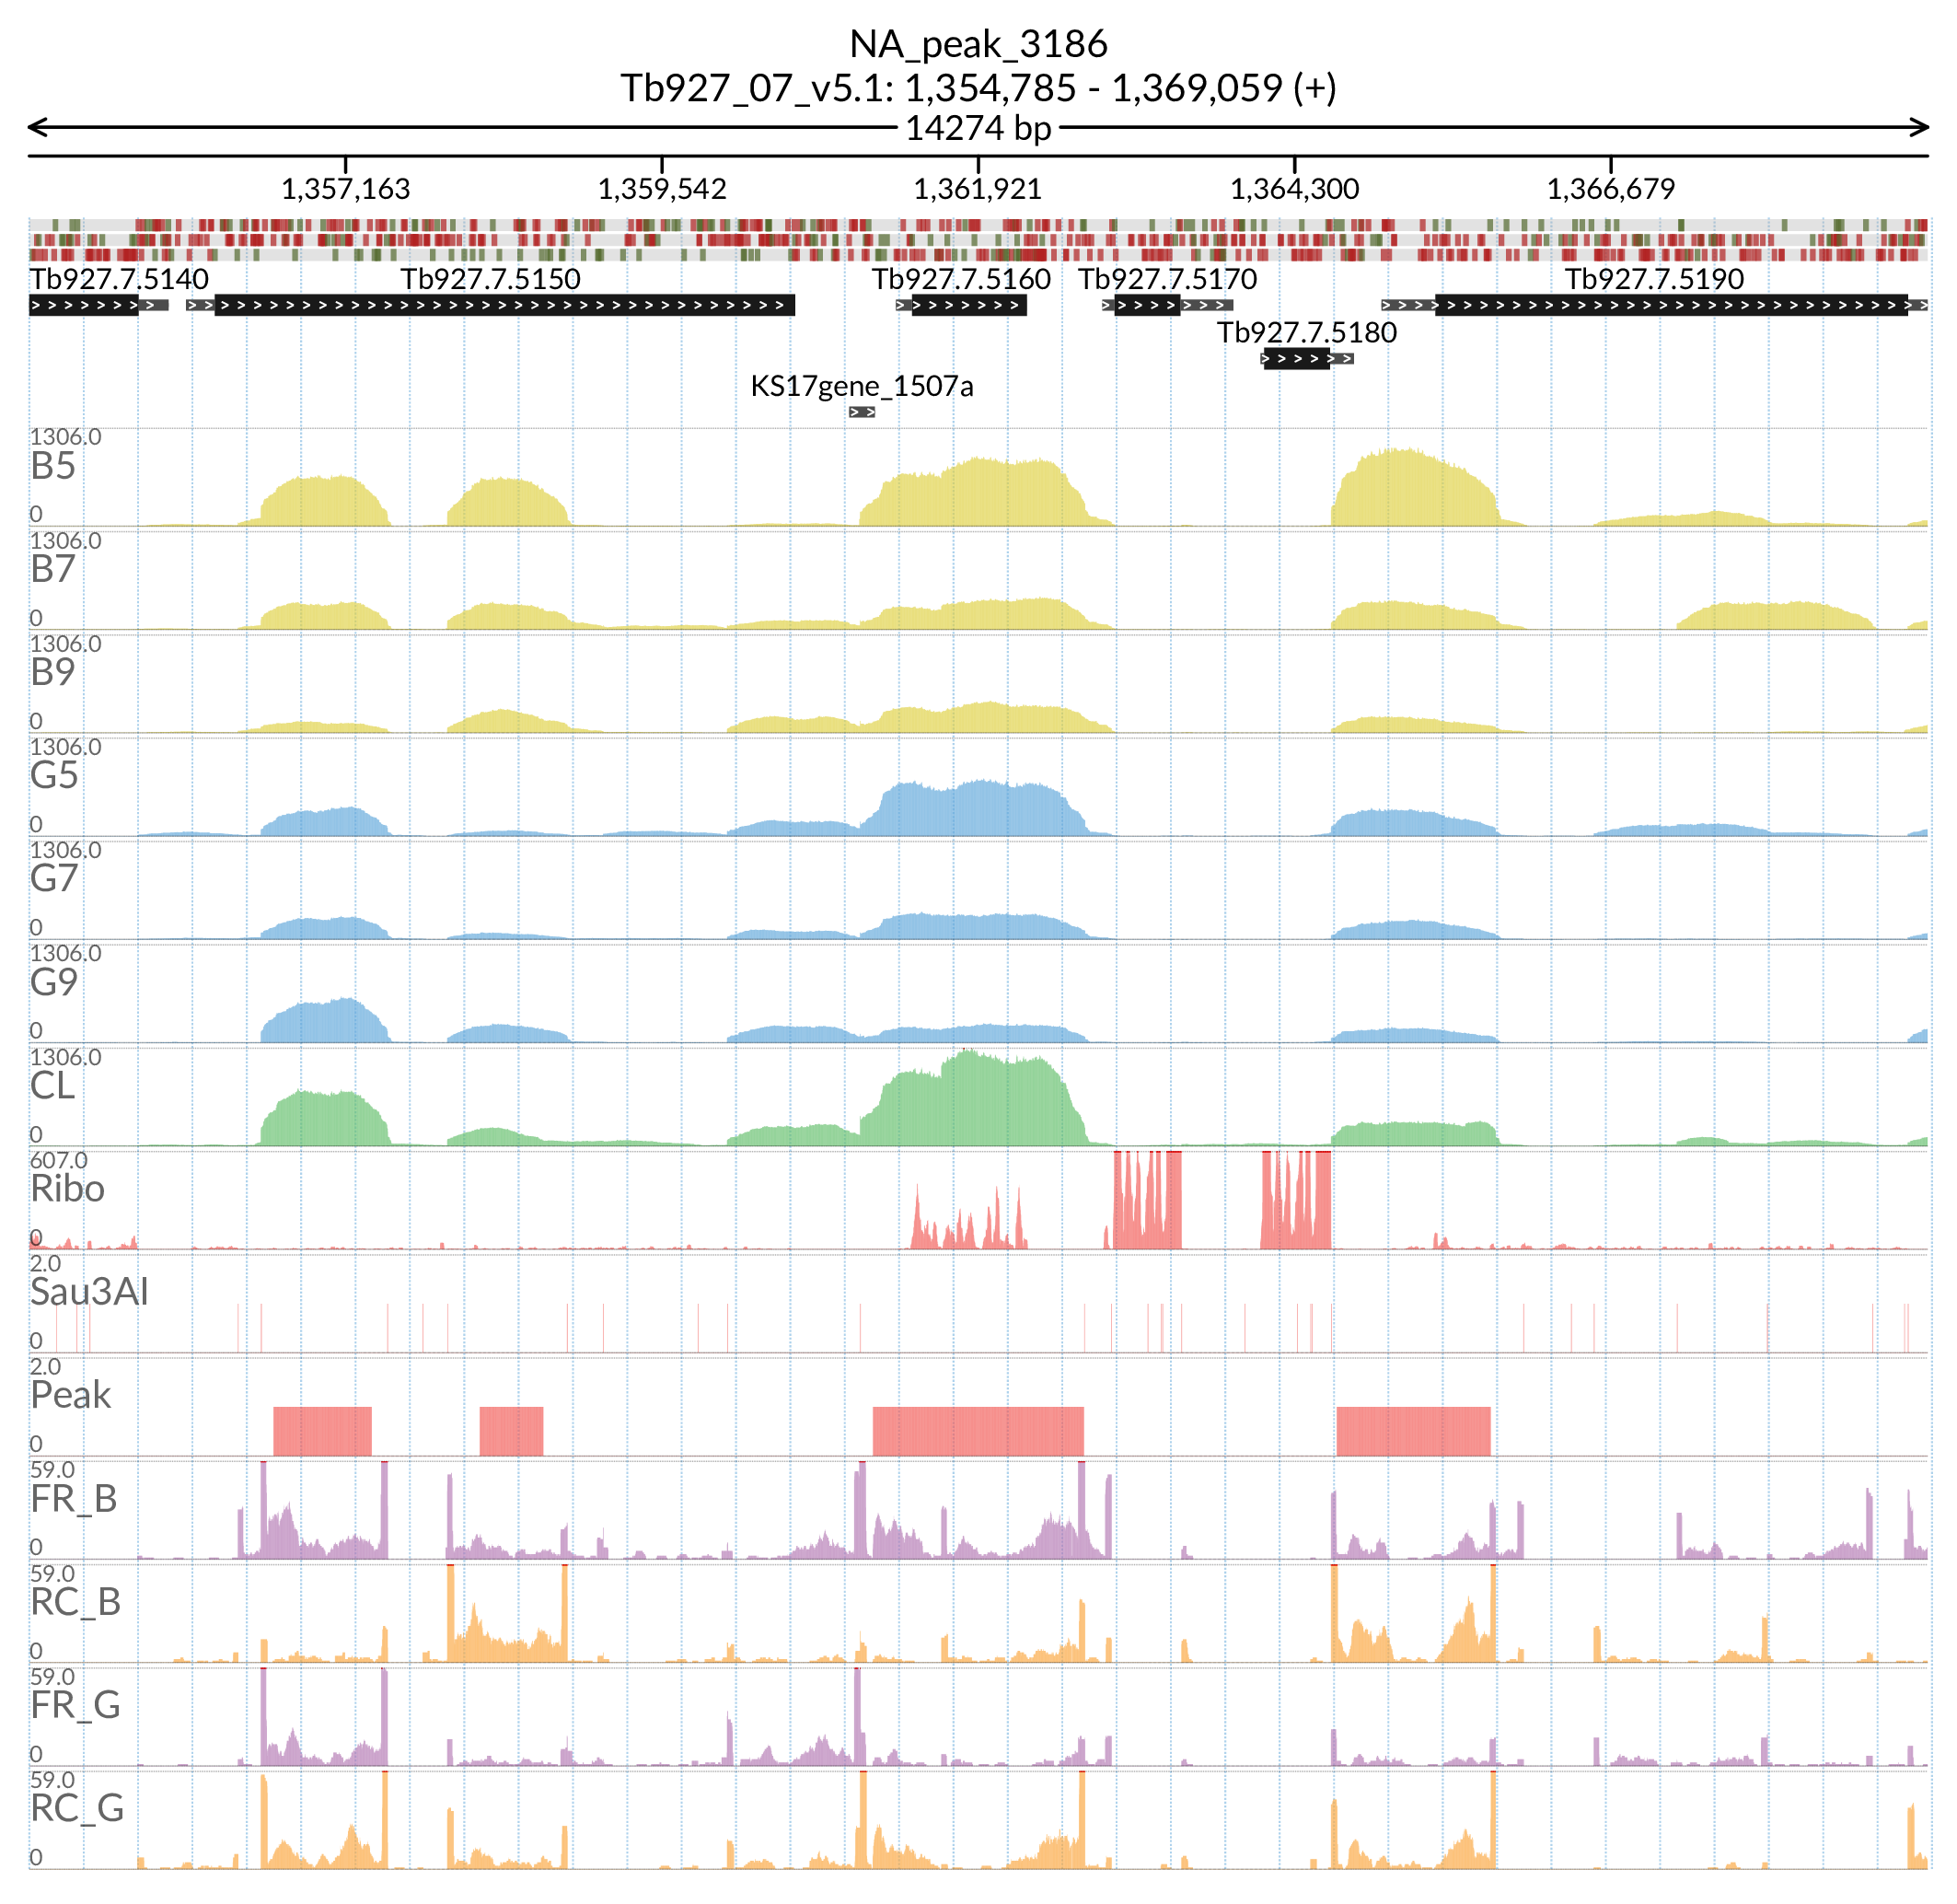 NA_peak_3186
Tb927_07_v5.1: 1,354,785 - 1,369,059 (+)
14274 bp
1,357,163 1,359,542 1,361,921 1,364,300 1,366,679
Tb927.7.5140 Tb927.7.5150 Tb927.7.5160 Tb927.7.5170 Tb927.7.5190
Tb927.7.5180
KS17gene_1507a
1306.0
B5
0
1306.0
B7
0
1306.0
B9
0
1306.0
G5
0
1306.0
G7
0
1306.0
G9
0
1306.0
CL
0
607.0
Ribo
0
2.0
Sau3AI
0
2.0
Peak
0
59.0
FR_B
0
59.0
RC_B
0
59.0
FR_G
0
59.0
RC_G
0